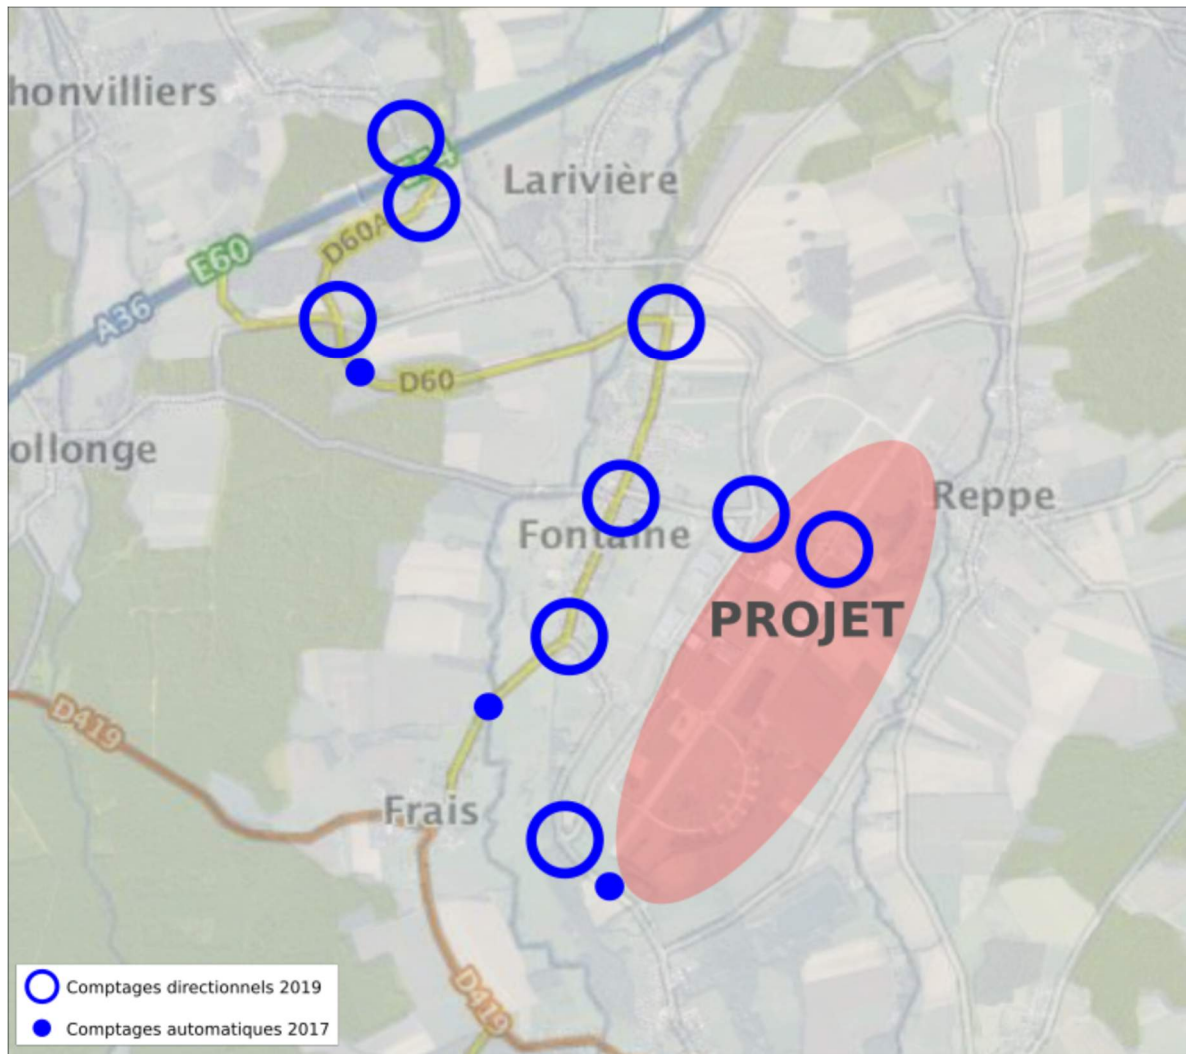 honvilliers
Larivière
D60A
E60
A36
D60
ollonge
Reppe
Fontaine
PROJET
D419
Frais
D419
Comptages directionnels 2019
Comptages automatiques 2017